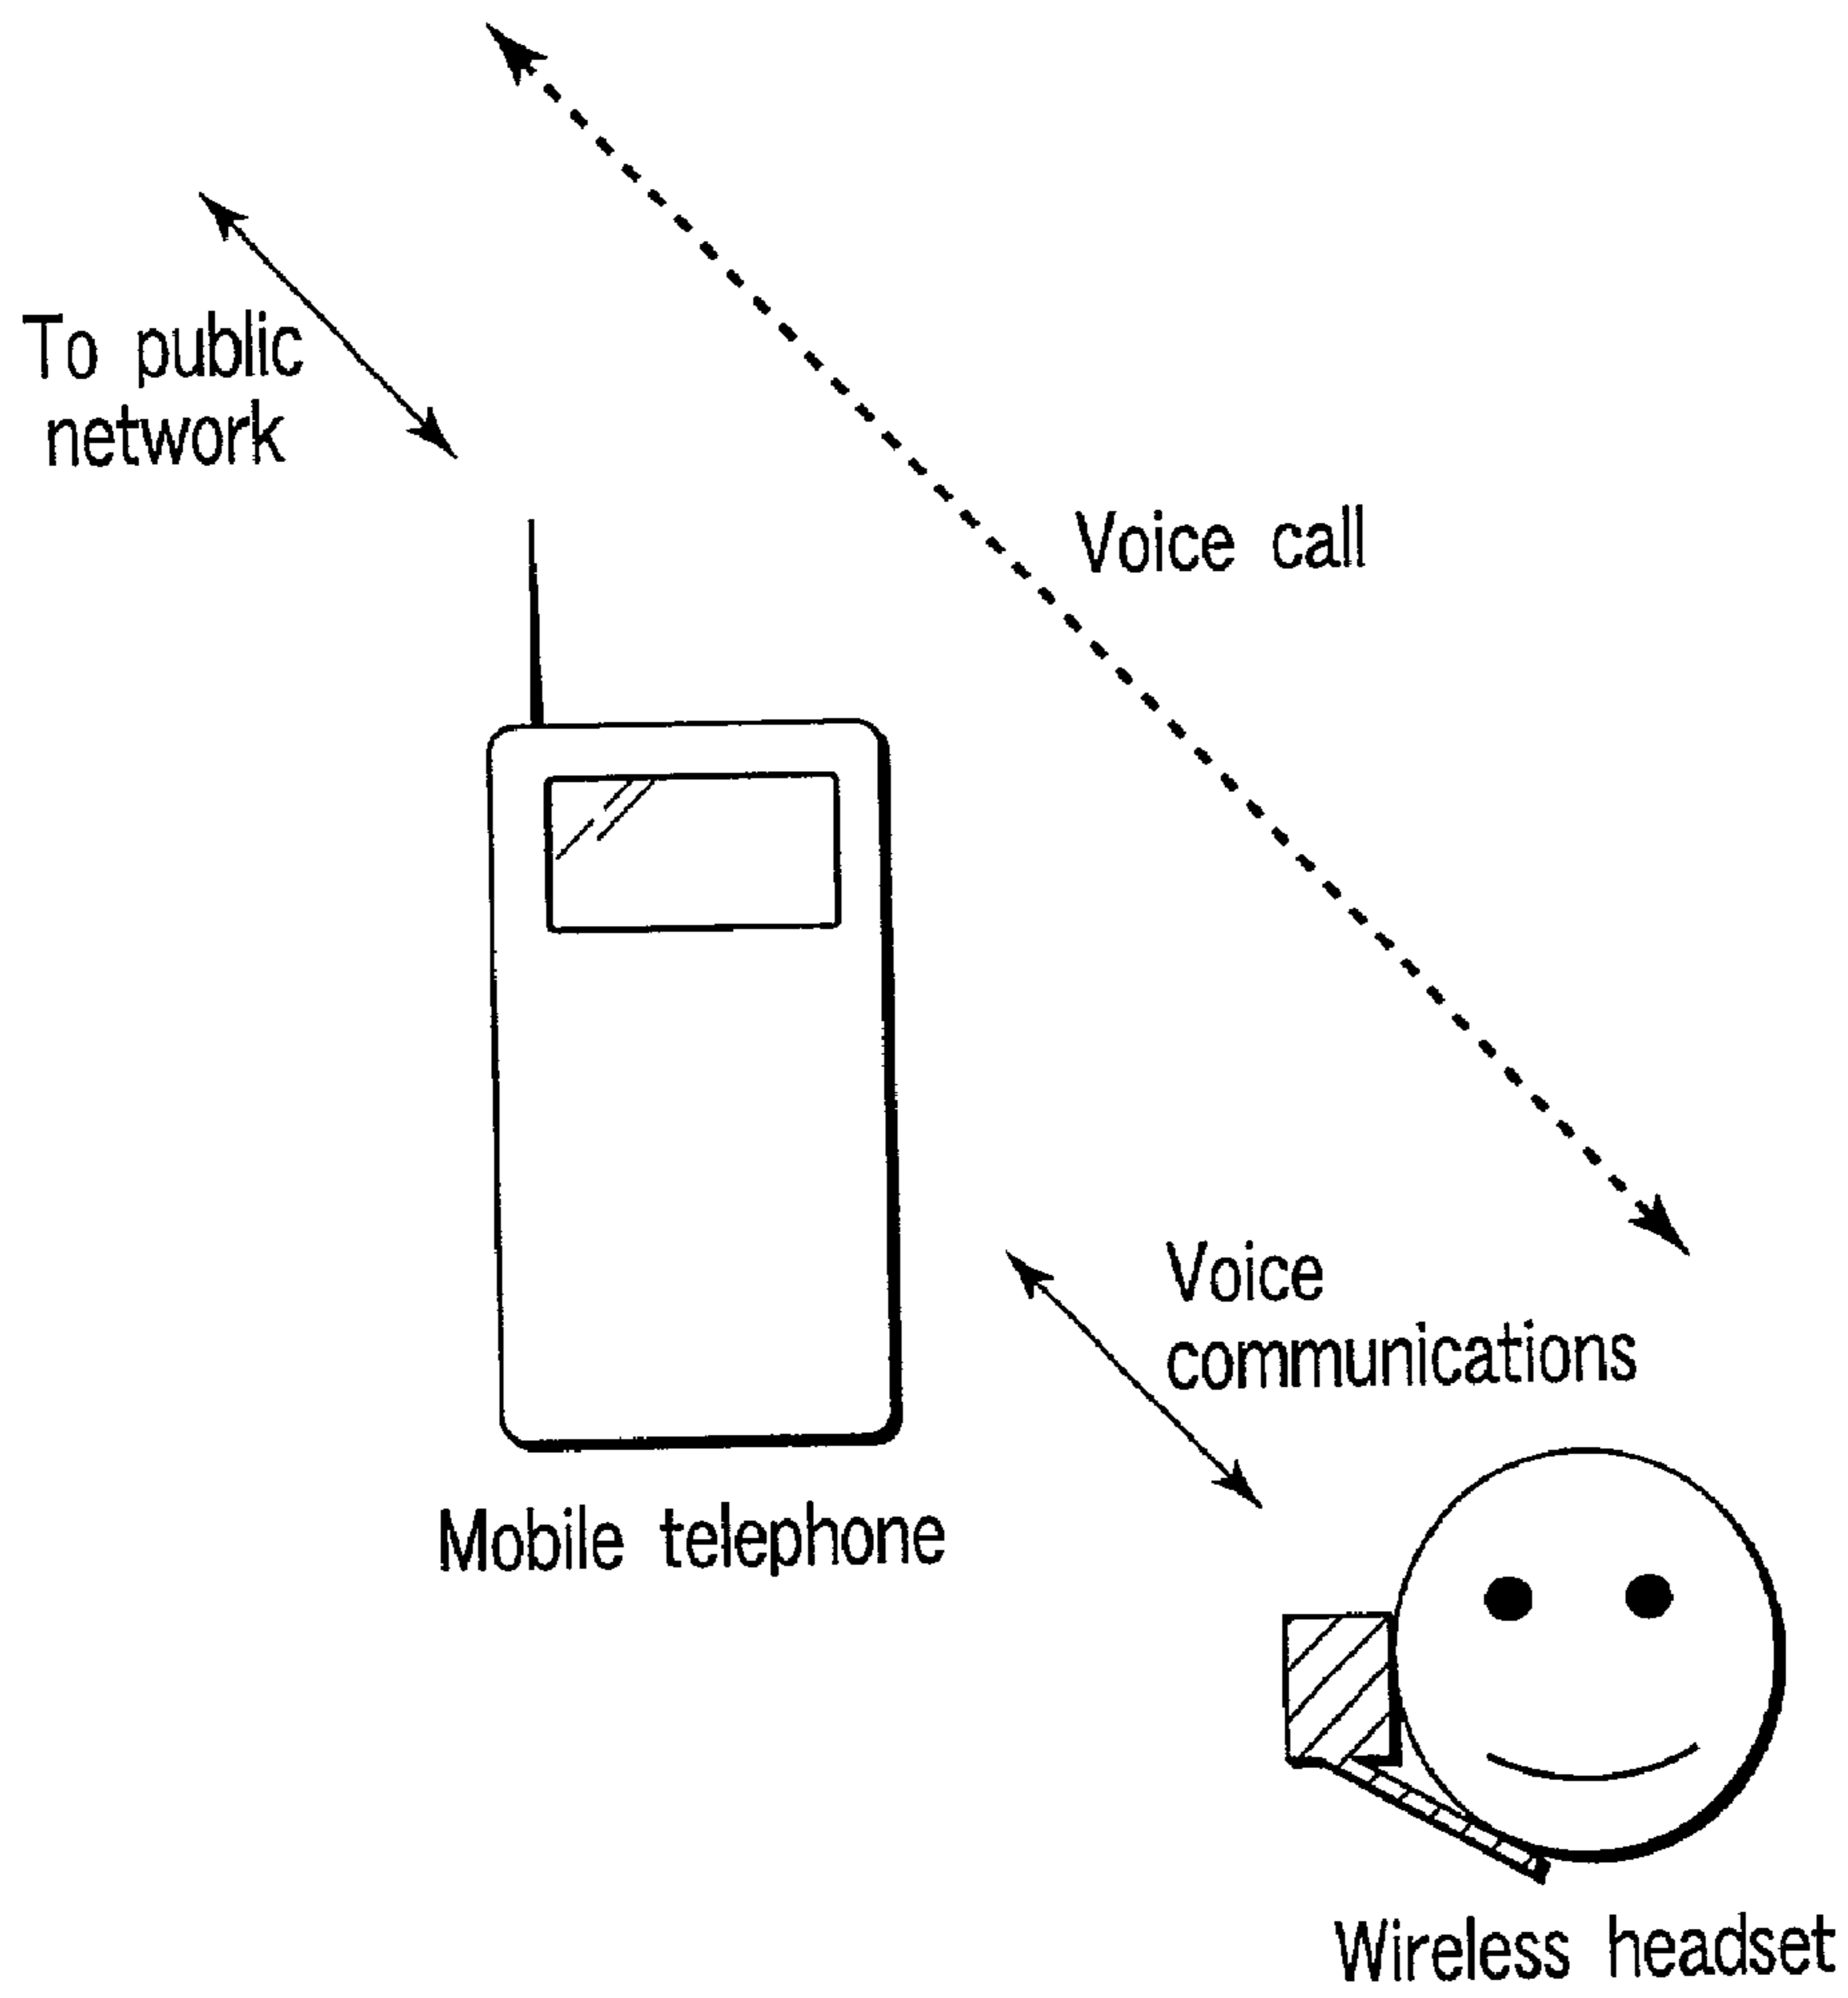 To public
network
Voice call
Voice
communications
Mobile telephone
Wireless headset